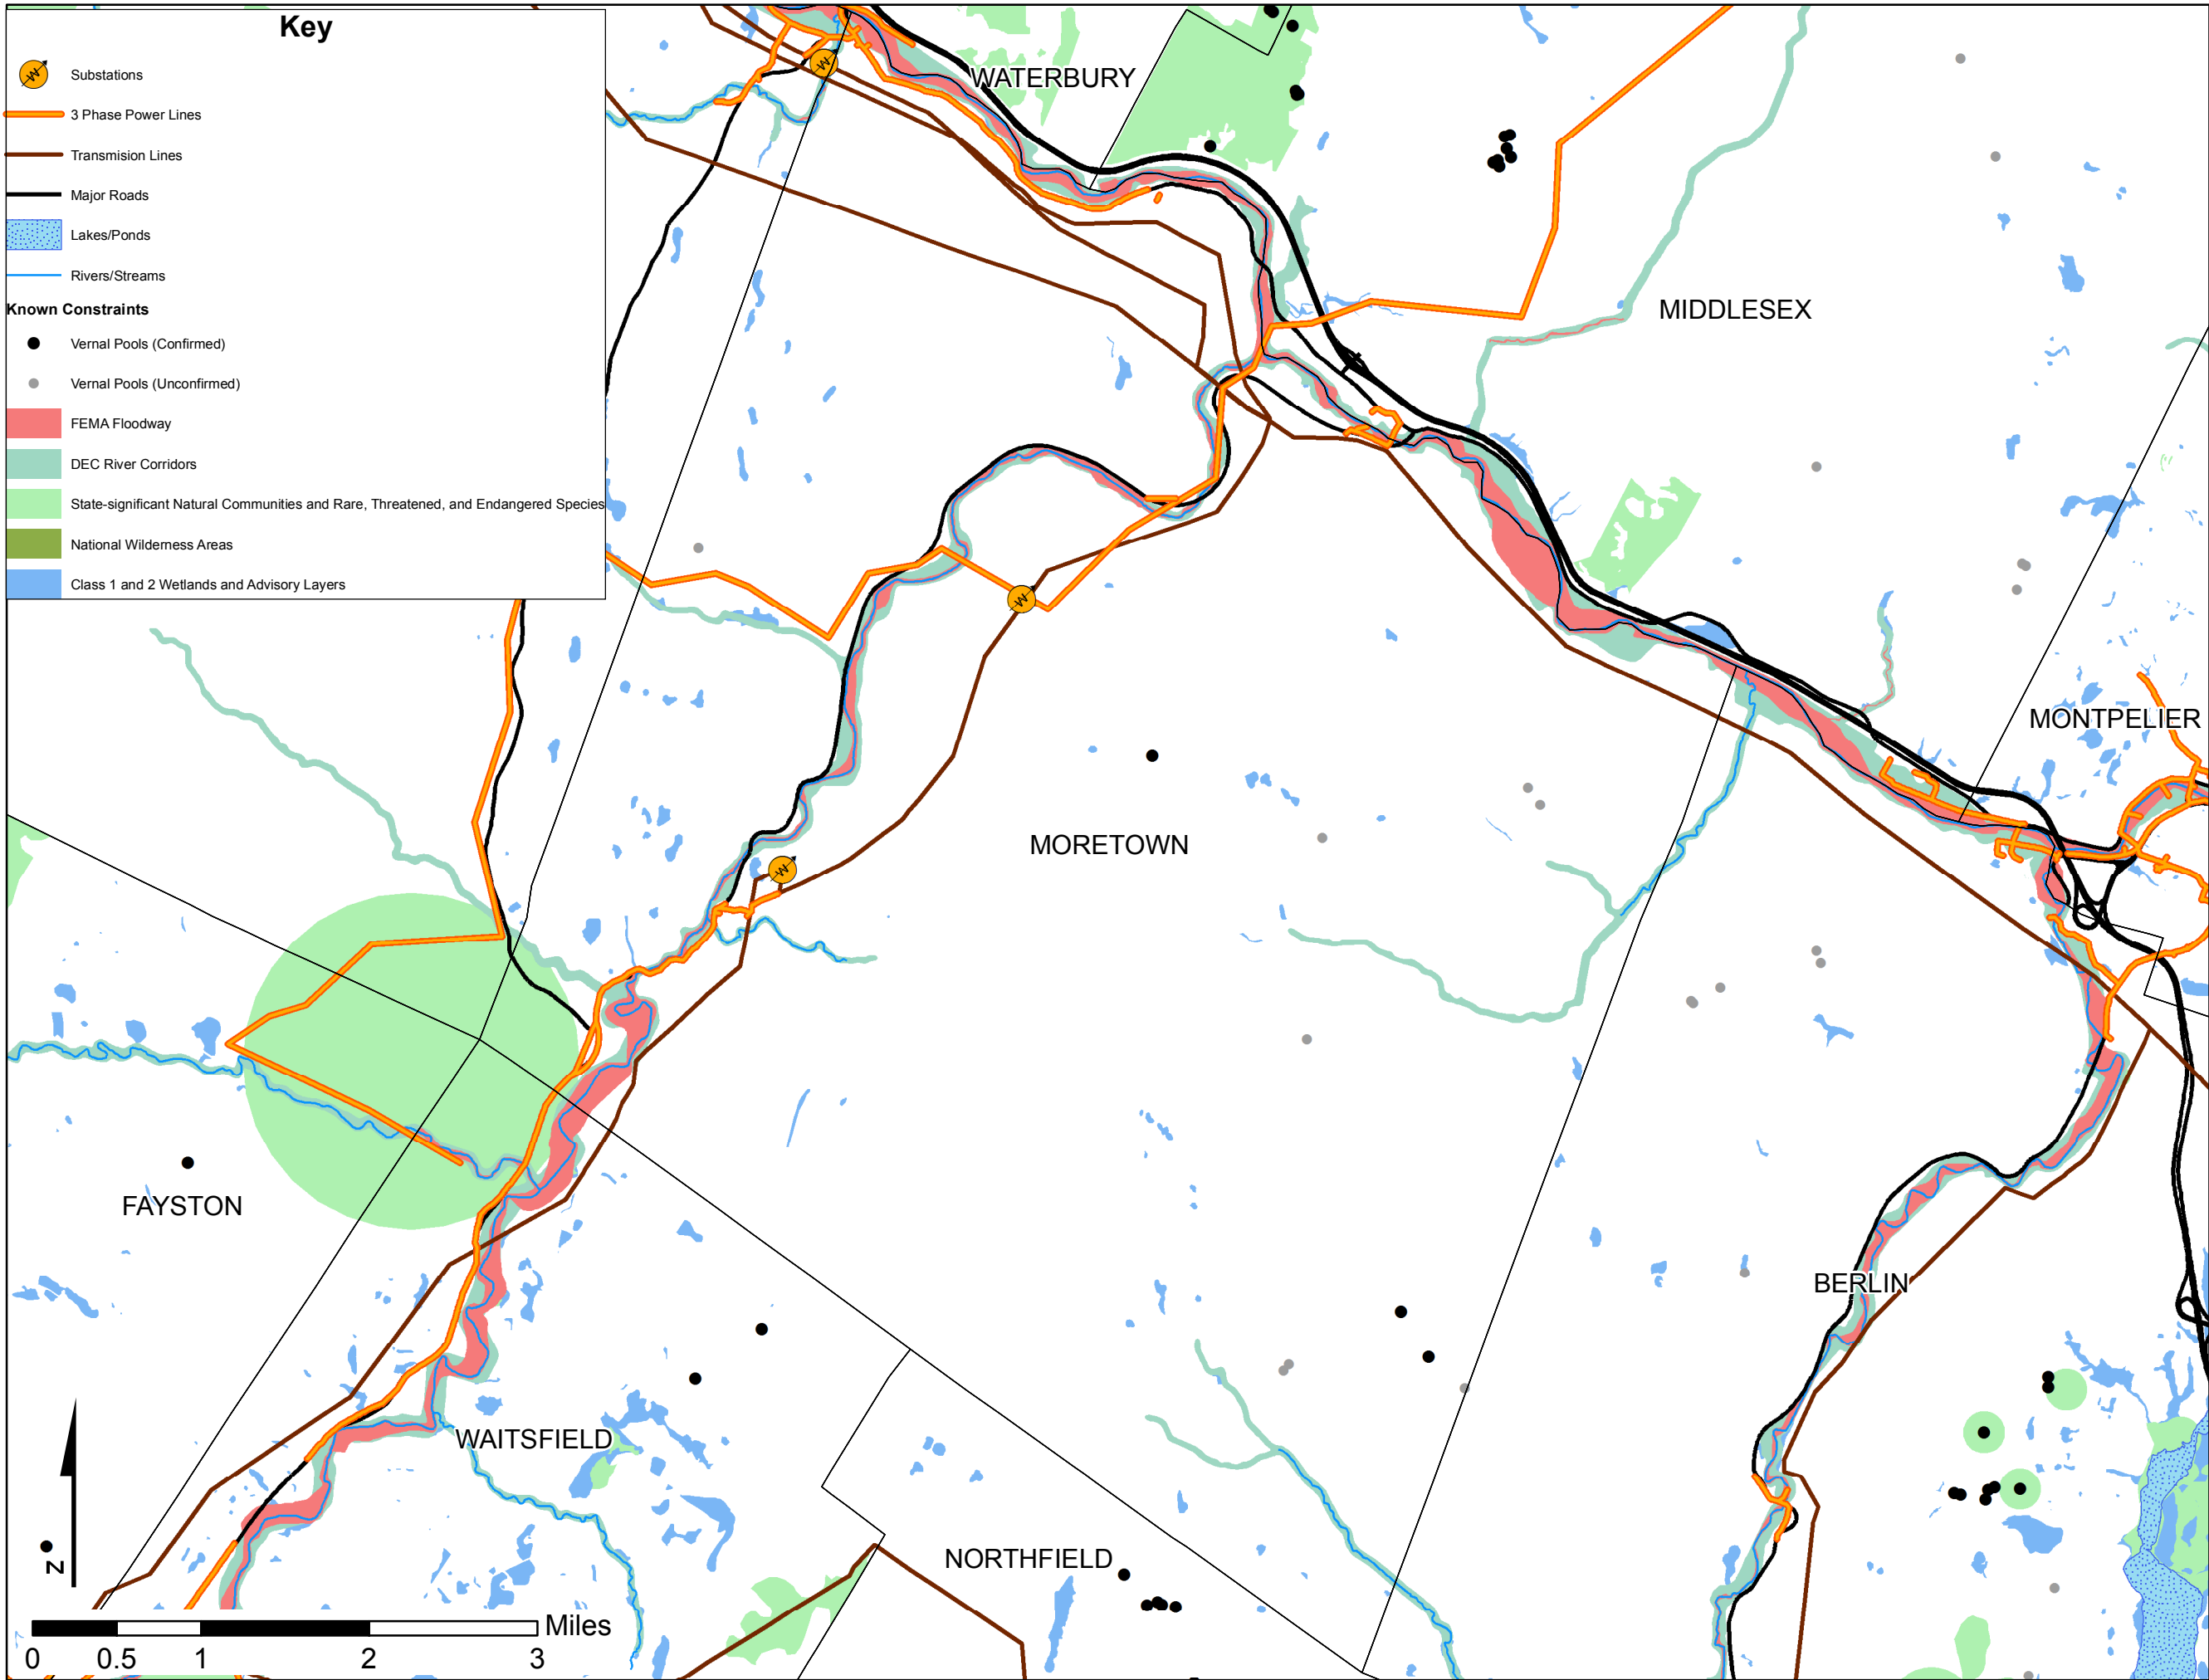 Key
Substations
3 Phase Power Lines
Transmision Lines
Major Roads
Lakes/Ponds
Rivers/Streams
Known Constraints
Vernal Pools (Confirmed)
Vernal Pools (Unconfirmed)
FEMA Floodway
DEC River Corridors
State-significant Natural Communities and Rare, Threatened, and Endangered Species
National Wilderness Areas
Class 1 and 2 Wetlands and Advisory Layers
WATERBURY
MIDDLESEX
MONTPELIER
MORETOWN
FAYSTON
BERLIN
WAITSFIELD
NORTHFIELD
Z
Miles
0 0.5 1 2 3